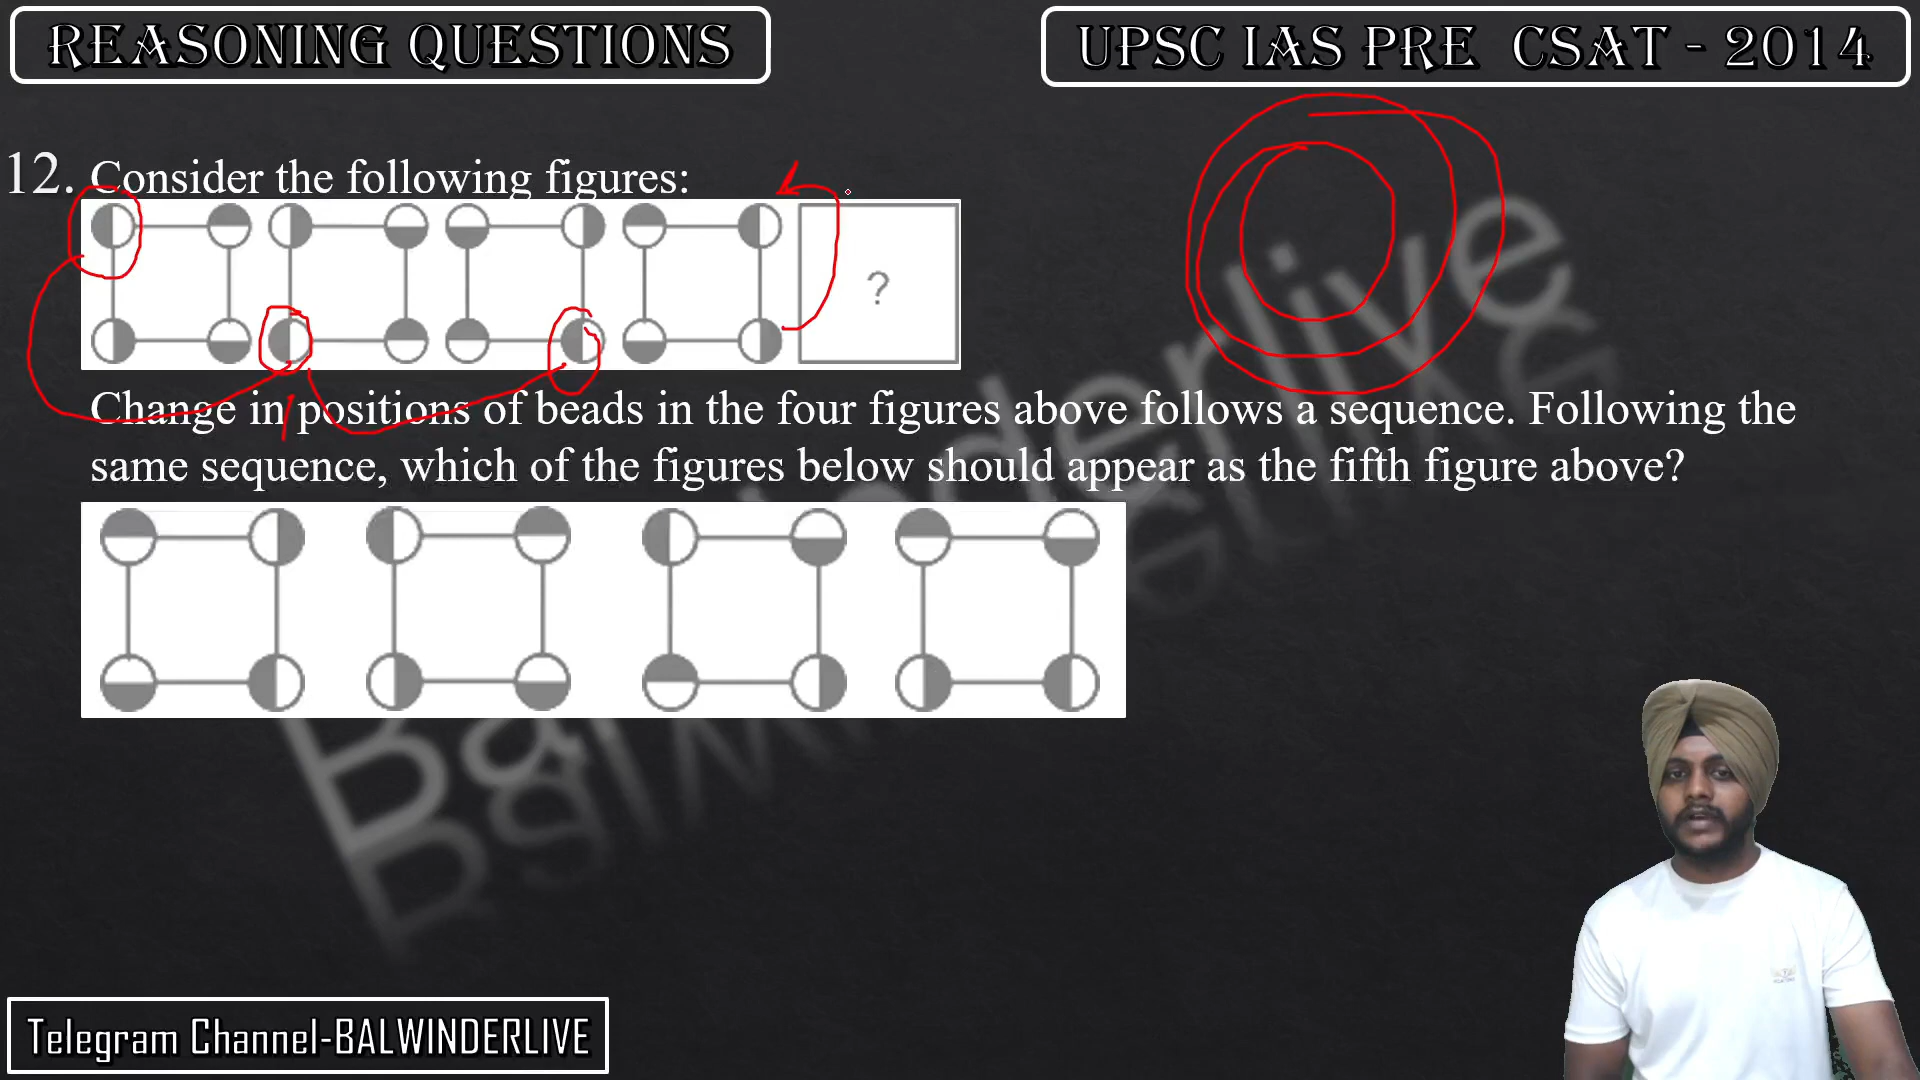 REASONING QUESTIONS
UPSC IAS PRE CSAT - 2014
12. Consider the following figures:
?
Change in positions of beads in the four figures above follows a sequence. Following the
same sequence, which of the figures below should appear as the fifth figure above?
Balwinderlive
Telegram Channel-BALWINDERLIVE